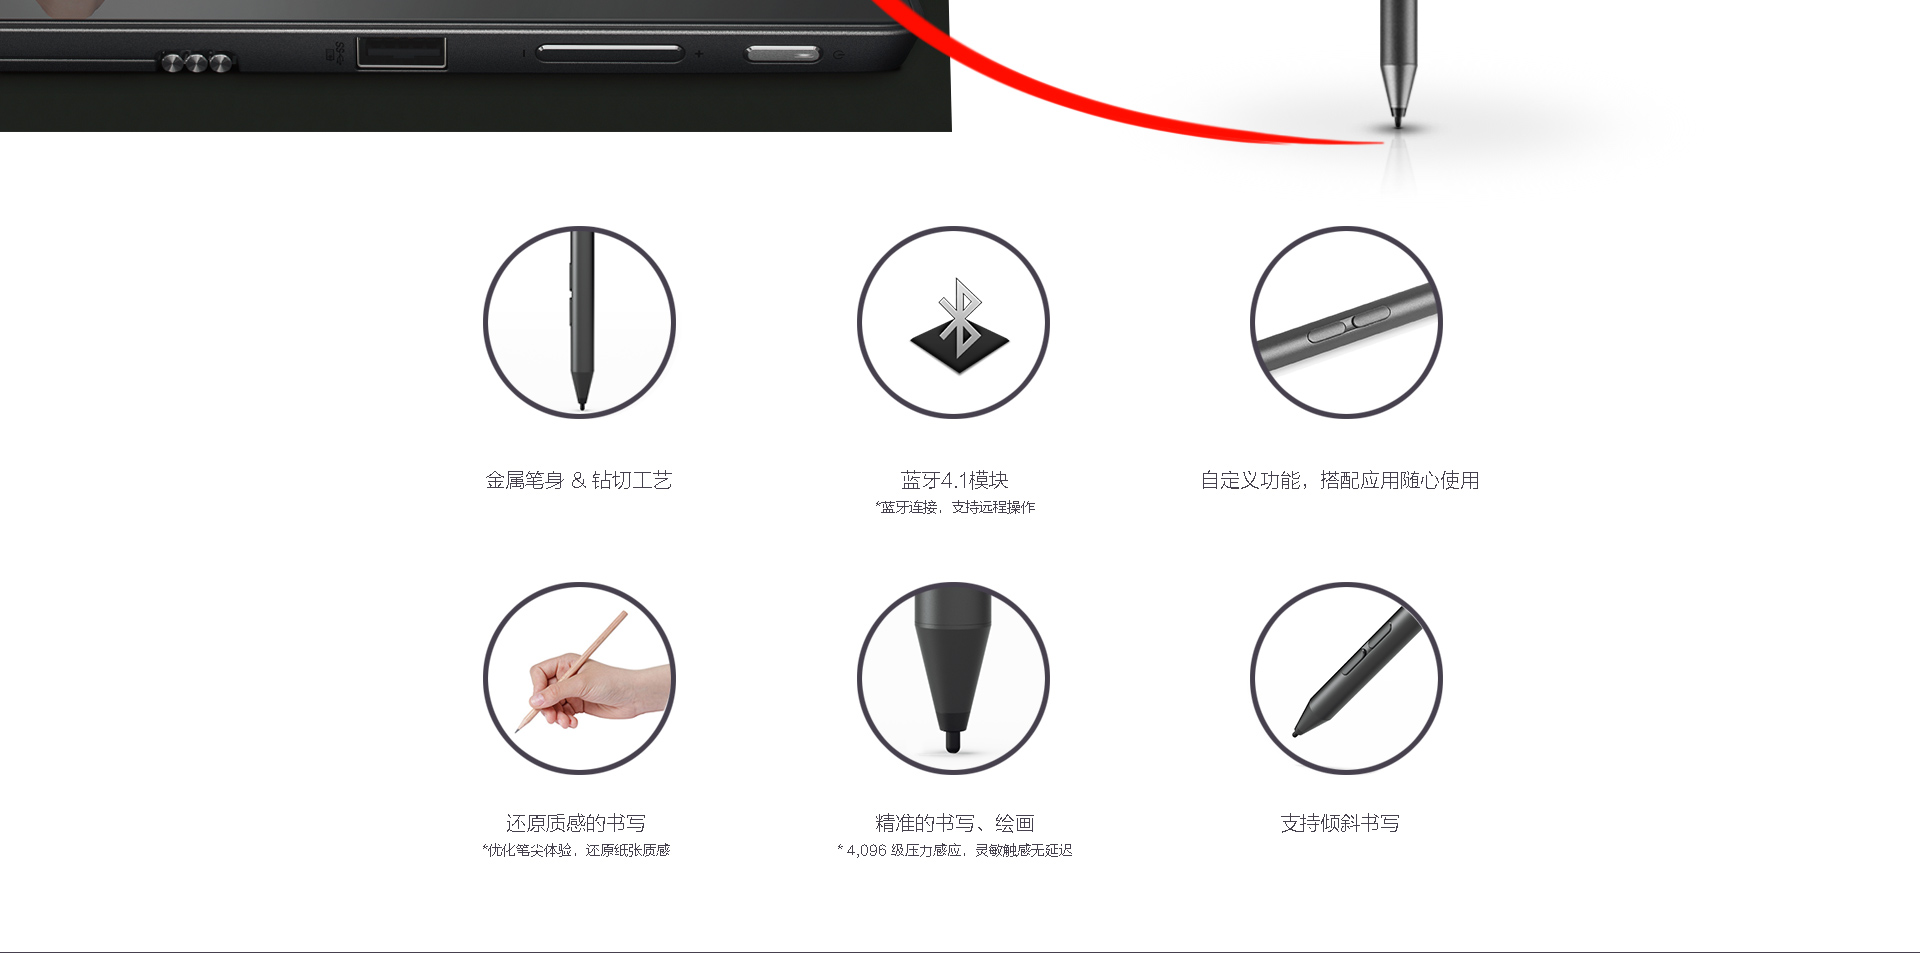 金属笔身 & 钻切工艺
蓝牙4.1模块
*蓝牙连接，支持远程操作
自定义功能，搭配应用随心使用
还原质感的书写
*优化笔尖体验，还原纸张质感
精准的书写、绘画
* 4,096 级压力感应，灵敏触感无延迟
支持倾斜书写